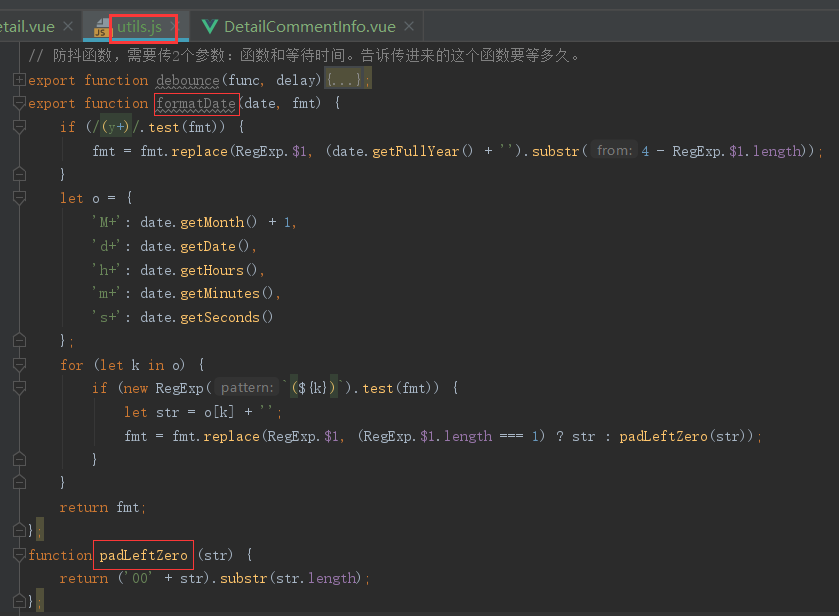 etail.vue × utils.js × DetailCommentInfo.vue ×
// 防抖函数，需要传2个参数：函数和等待时间。告诉传进来的这个函数要等多久。
export function debounce(func, delay){...};
export function formatDate(date, fmt) {
if (/(y+)/.test(fmt)) {
fmt = fmt.replace(RegExp.$1, (date.getFullYear() + '').substr( from: 4 - RegExp.$1.length));
}
let o = {
'M+': date.getMonth() + 1,
'd+': date.getDate(),
'h+': date.getHours(),
'm+': date.getMinutes(),
's+': date.getSeconds()
};
for (let k in o) {
if (new RegExp( pattern: `(${k})`).test(fmt)) {
let str = o[k] + '';
fmt = fmt.replace(RegExp.$1, (RegExp.$1.length === 1) ? str : padLeftZero(str));
}
}
return fmt;
};
function padLeftZero (str) {
return ('00' + str).substr(str.length);
};